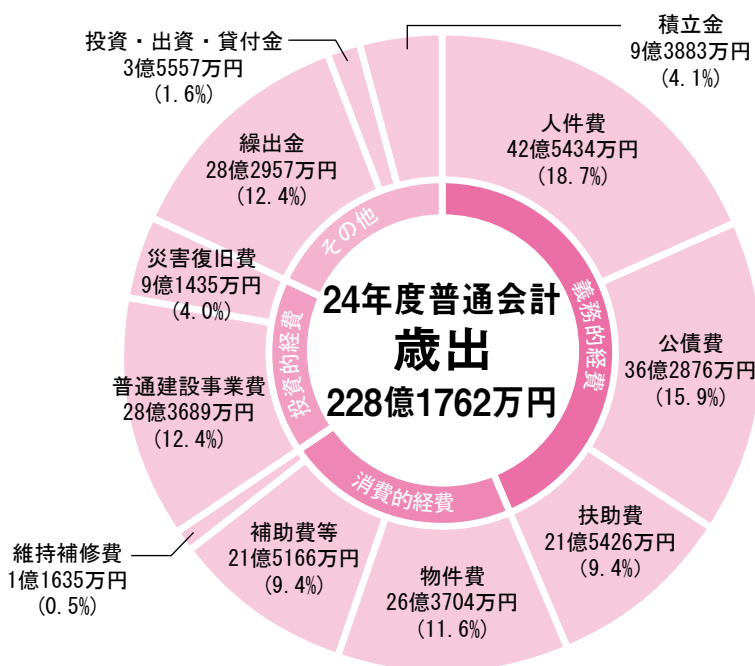 24年度普通会計
歳出
228億1762万円
義務的経費
消費的経費
投資的経費
その他
人件費
42億5434万円
(18.7%)
公債費
36億2876万円
(15.9%)
扶助費
21億5426万円
(9.4%)
物件費
26億3704万円
(11.6%)
補助費等
21億5166万円
(9.4%)
維持補修費
1億1635万円
(0.5%)
普通建設事業費
28億3689万円
(12.4%)
災害復旧費
9億1435万円
(4.0%)
繰出金
28億2957万円
(12.4%)
投資・出資・貸付金
3億5557万円
(1.6%)
積立金
9億3883万円
(4.1%)